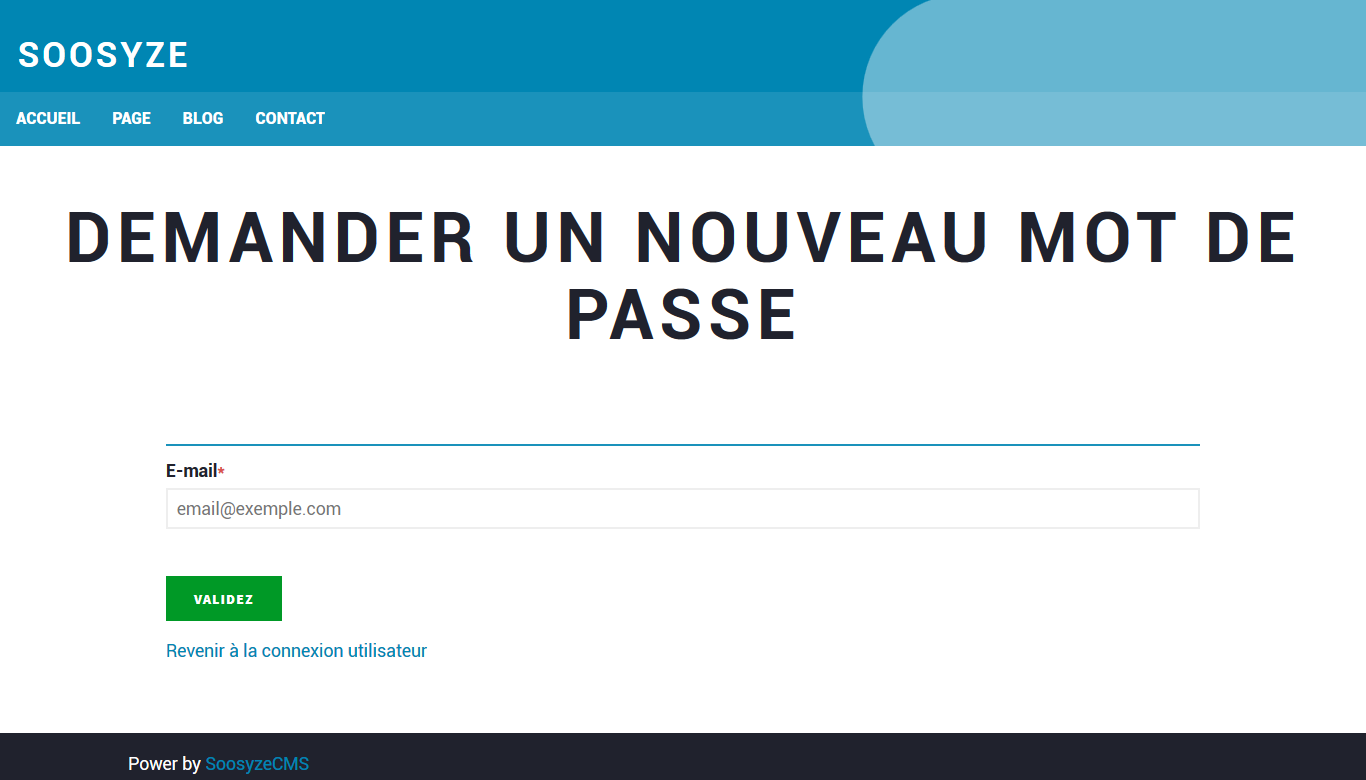 SOOSYZE
ACCUEIL PAGE BLOG CONTACT
DEMANDER UN NOUVEAU MOT DE
PASSE
E-mail*
email@exemple.com
VALIDEZ
Revenir à la connexion utilisateur
Power by SoosyzeCMS